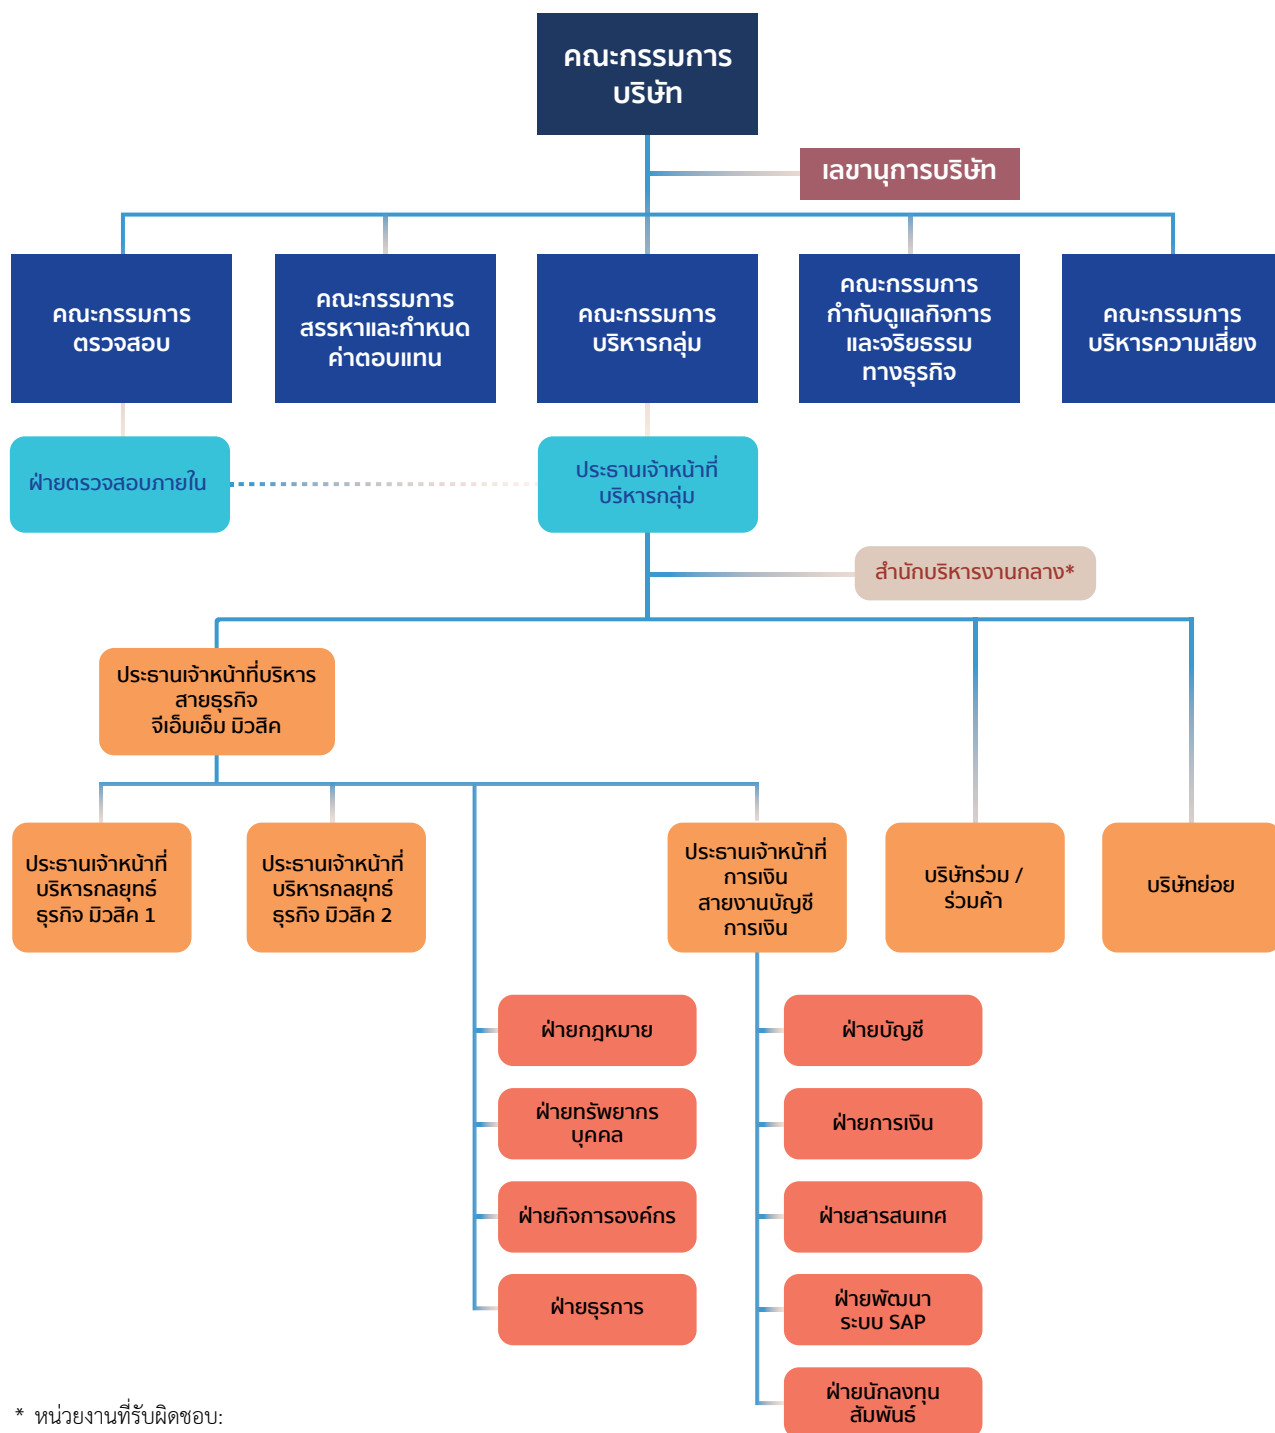 คณะกรรมการ
บริษัท
เลขานุการบริษัท
คณะกรรมการ
ตรวจสอบ
คณะกรรมการ
สรรหาและกำหนด
ค่าตอบแทน
คณะกรรมการ
บริหารกลุ่ม
คณะกรรมการ
กำกับดูแลกิจการ
และจริยธรรม
ทางธุรกิจ
คณะกรรมการ
บริหารความเสี่ยง
ฝ่ายตรวจสอบภายใน
ประธานเจ้าหน้าที่
บริหารกลุ่ม
สำนักบริหารงานกลาง*
ประธานเจ้าหน้าที่บริหาร
สายธุรกิจ
จีเอ็มเอ็ม มิวสิค
ประธานเจ้าหน้าที่
บริหารกลยุทธ์
ธุรกิจ มิวสิค 1
ประธานเจ้าหน้าที่
บริหารกลยุทธ์
ธุรกิจ มิวสิค 2
ประธานเจ้าหน้าที่
การเงิน
สายงานบัญชี
การเงิน
บริษัทร่วม /
ร่วมค้า
บริษัทย่อย
ฝ่ายกฎหมาย
ฝ่ายทรัพยากร
บุคคล
ฝ่ายกิจการองค์กร
ฝ่ายธุรการ
ฝ่ายบัญชี
ฝ่ายการเงิน
ฝ่ายสารสนเทศ
ฝ่ายพัฒนา
ระบบ SAP
ฝ่ายนักลงทุน
สัมพันธ์
* หน่วยงานที่รับผิดชอบ: